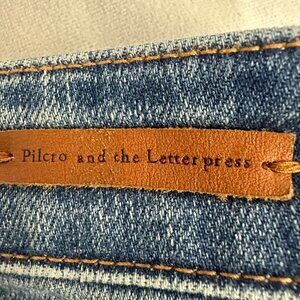 Pilcro and the Letterpress